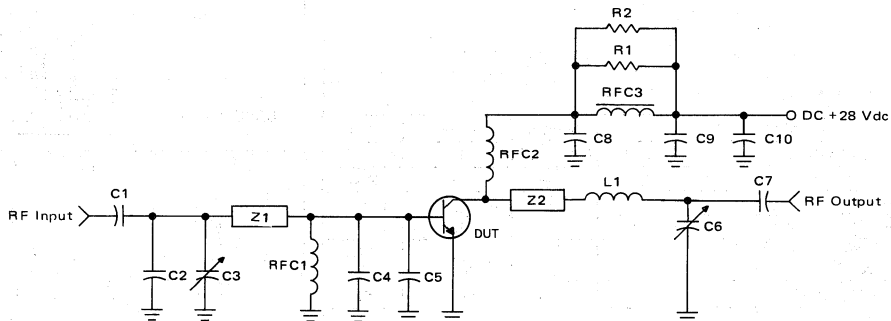 R2
R1
RFC3
DC +28 Vdc
C8
C9
C10
RFC2
C1
L1
C7
RF Input
Z1
Z2
RF Output
DUT
C6
C2
C3
RFC1
C4
C5